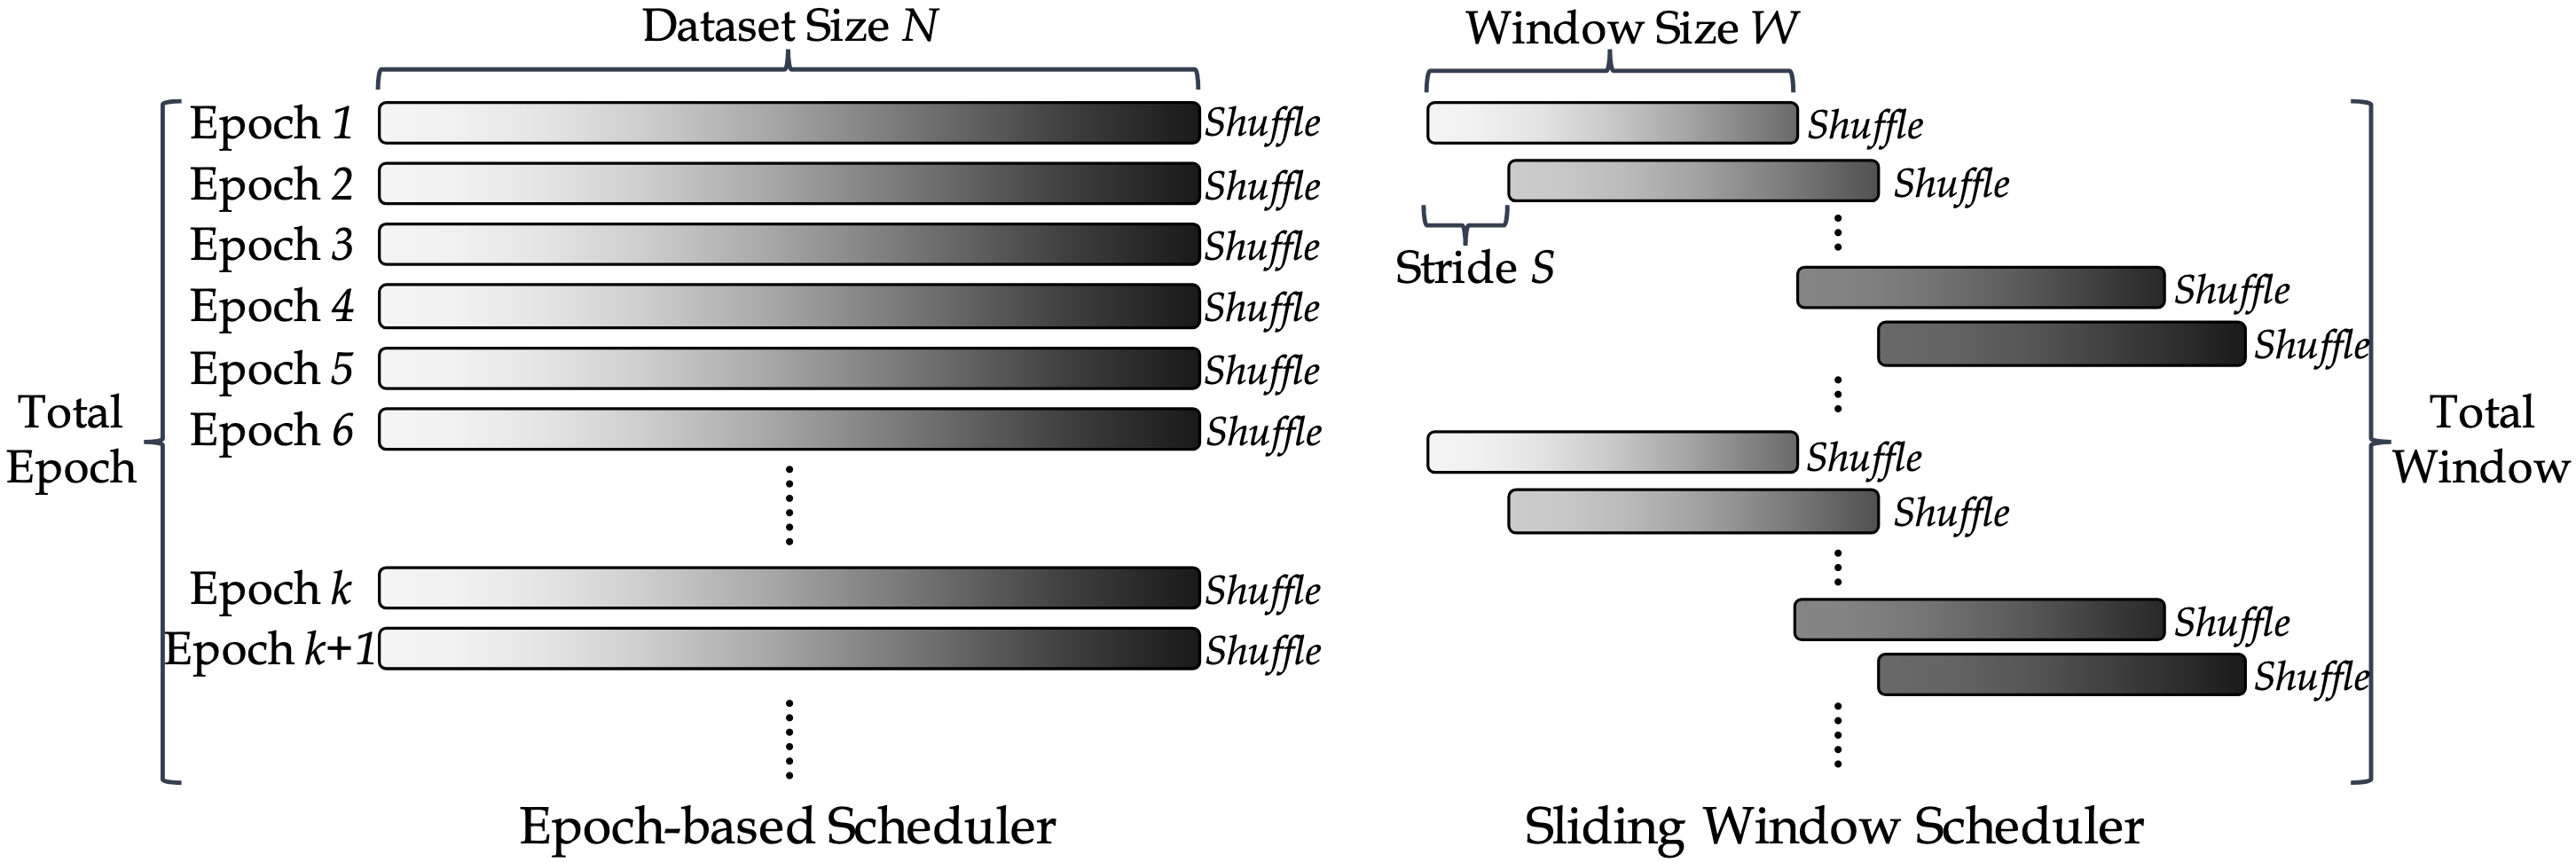 Dataset Size N
Epoch 1 Shuffle
Epoch 2 Shuffle
Epoch 3 Shuffle
Epoch 4 Shuffle
Epoch 5 Shuffle
Epoch 6 Shuffle
Epoch k Shuffle
Epoch k+1 Shuffle
Total
Epoch
Epoch-based Scheduler
Window Size W
Shuffle
Shuffle
Stride S
Shuffle
Shuffle
Shuffle
Shuffle
Shuffle
Shuffle
Total
Window
Sliding Window Scheduler